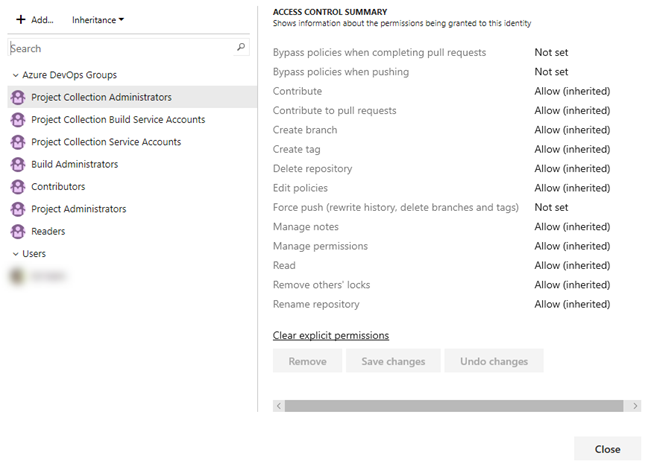 + Add...
Inheritance
Search
Azure DevOps Groups
Project Collection Administrators
Project Collection Build Service Accounts
Project Collection Service Accounts
Build Administrators
Contributors
Project Administrators
Readers
Users
ACCESS CONTROL SUMMARY
Shows information about the permissions being granted to this identity
Bypass policies when completing pull requests Not set
Bypass policies when pushing Not set
Contribute Allow (inherited)
Contribute to pull requests Allow (inherited)
Create branch Allow (inherited)
Create tag Allow (inherited)
Delete repository Allow (inherited)
Edit policies Allow (inherited)
Force push (rewrite history, delete branches and tags) Not set
Manage notes Allow (inherited)
Manage permissions Allow (inherited)
Read Allow (inherited)
Remove others' locks Allow (inherited)
Rename repository Allow (inherited)
Clear explicit permissions
Remove Save changes Undo changes
Close